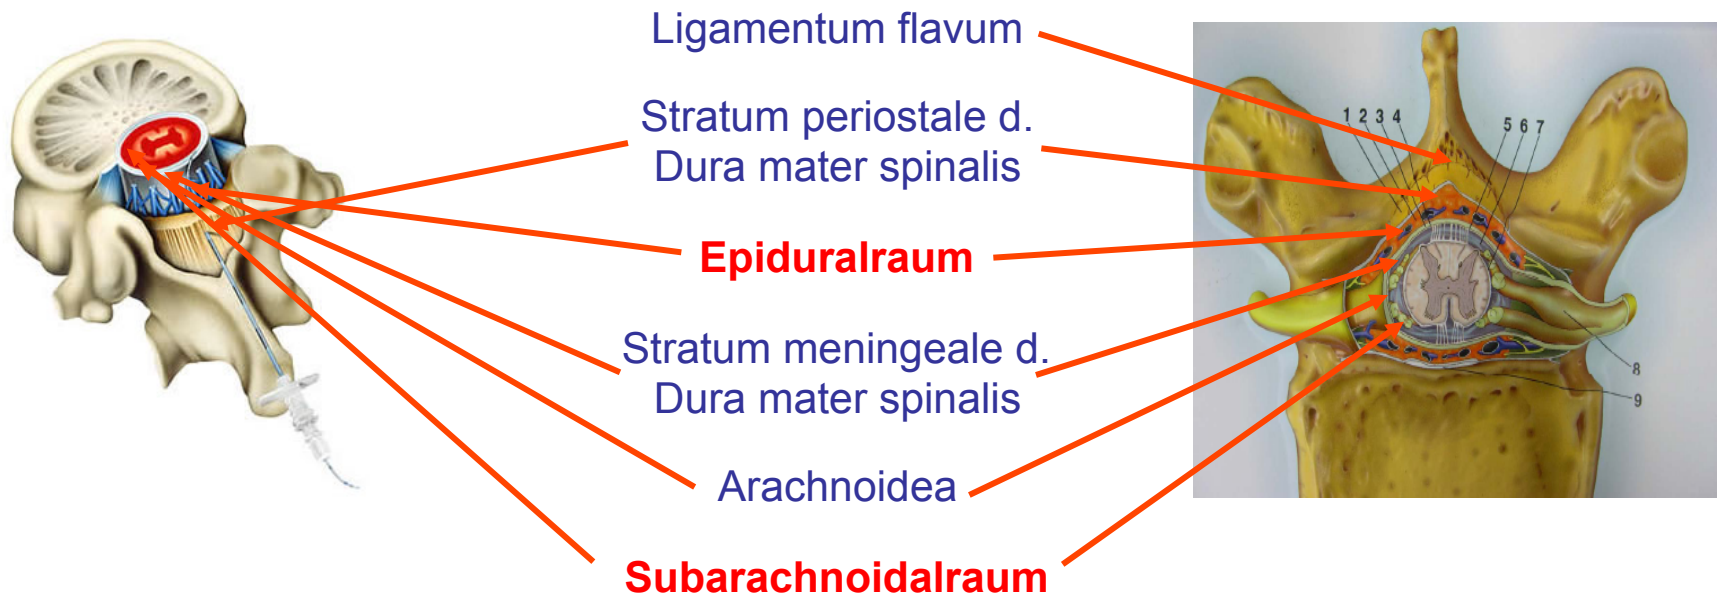 Ligamentum flavum
Stratum periostale d.
Dura mater spinalis
Epiduralraum
Stratum meningeale d.
Dura mater spinalis
Arachnoidea
Subarachnoidalraum
1 2 3 4
5 6 7
8
9